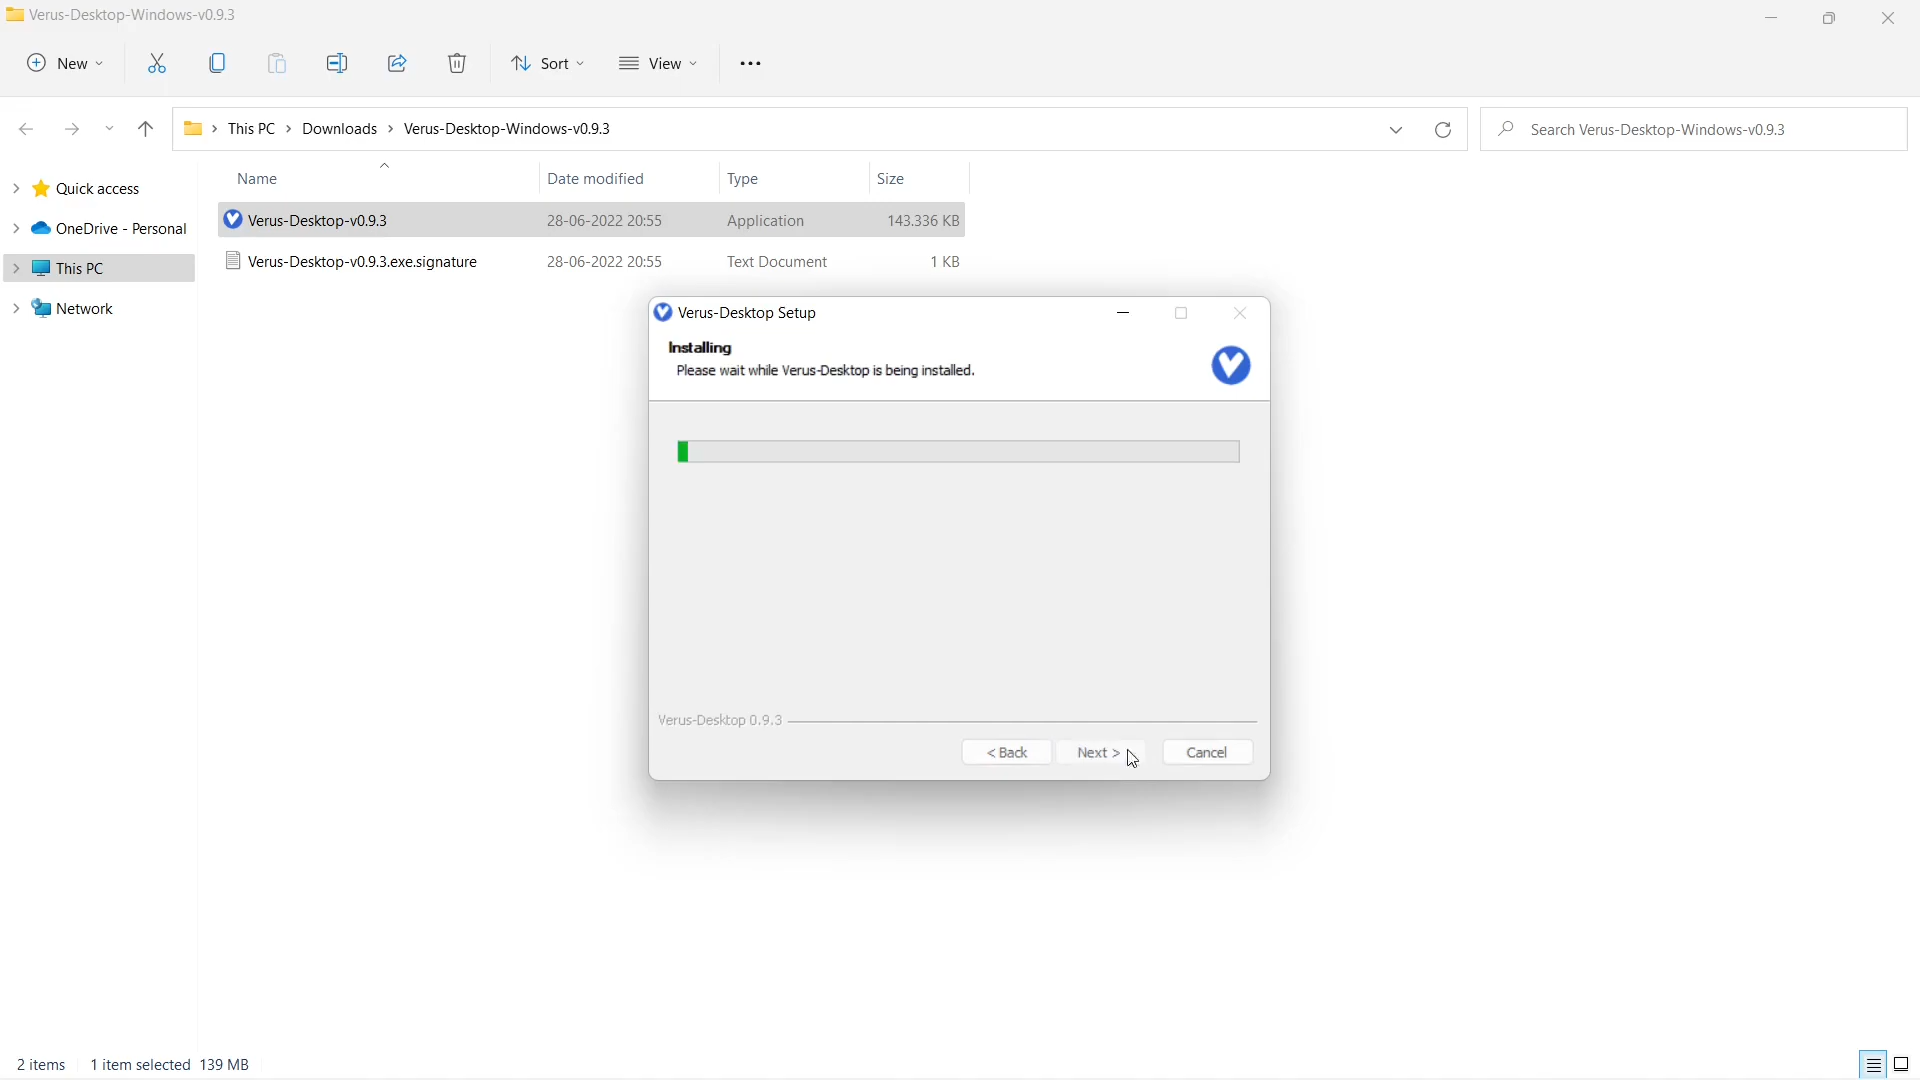 Verus-Desktop-Windows-v0.9.3
New
Sort
View
This PC > Downloads > Verus-Desktop-Windows-v0.9.3
Search Verus-Desktop-Windows-v0.9.3
Quick access
OneDrive - Personal
This PC
Network
Name Date modified Type Size
Verus-Desktop-v0.9.3 28-06-2022 20:55 Application 143.336 KB
Verus-Desktop-v0.9.3.exe.signature 28-06-2022 20:55 Text Document 1 KB
Verus-Desktop Setup
Installing
Please wait while Verus-Desktop is being installed.
Verus-Desktop 0.9.3
< Back Next > Cancel
2 items 1 item selected 139 MB